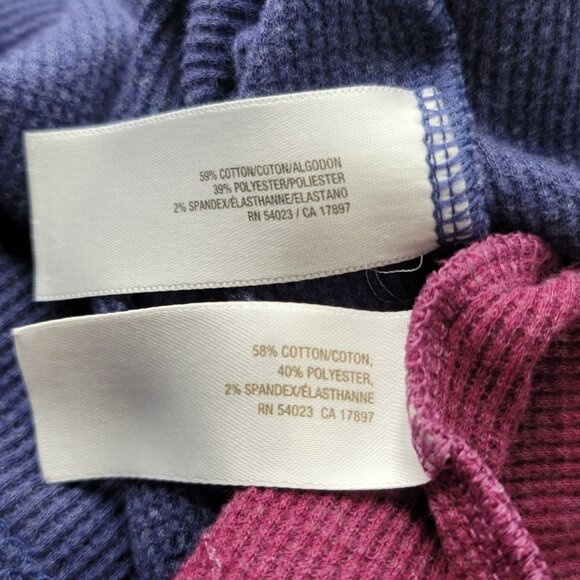 59% COTTON/COTON/ALGODON
39% POLYESTER/POLIESTER
2% SPANDEX/ÉLASTHANNE/ELASTANO
RN 54023 / CA 17897
58% COTTON/COTON,
40% POLYESTER,
2% SPANDEX/ÉLASTHANNE
RN 54023 CA 17897